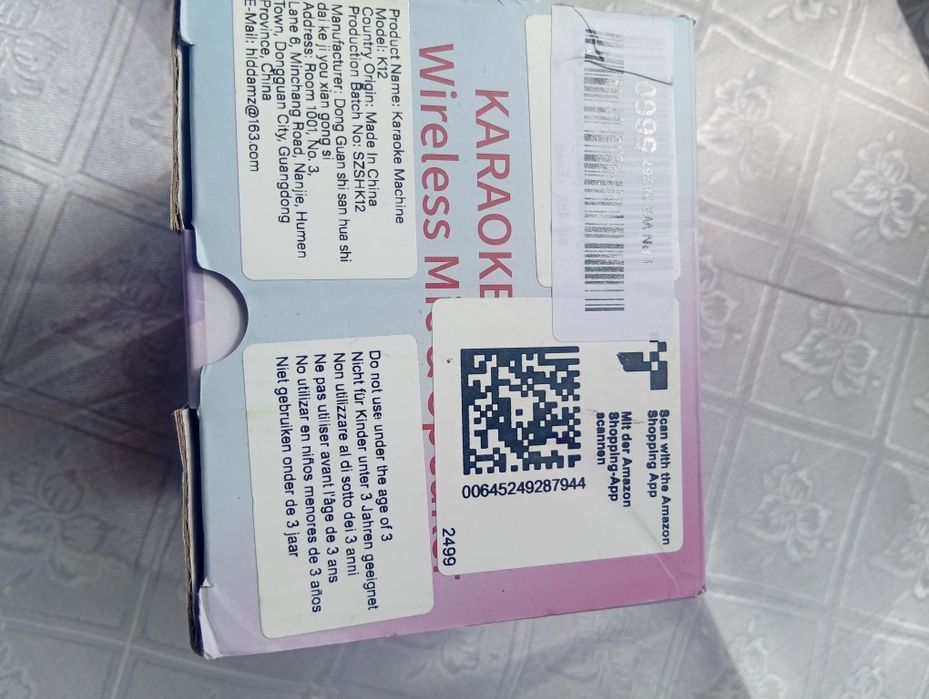 Product Name: Karaoke Machine
Model: K12
Country Origin: Made In China
Production Batch No: SZSHK12
Manufacturer: Dong Guan shi san hua shi
dai ke ji you xian gong si
Address: Room 1001, No. 3,
Lane 6, Minchang Road, Nanjie, Humen
Town, Dongguan City, Guangdong
Province, China
E-Mail: hlddamz@163.com
KARAOKE
Wireless
Scan with the Amazon
Shopping App
Mit der Amazon
Shopping-App
scannen
00645249287944
2499
Do not use under the age of 3
Nicht für Kinder unter 3 Jahren geeignet
Non utilizzare al di sotto dei 3 anni
Ne pas utiliser avant l'âge de 3 ans
No utilizar en niños menores de 3 años
Niet gebruiken onder de 3 jaar